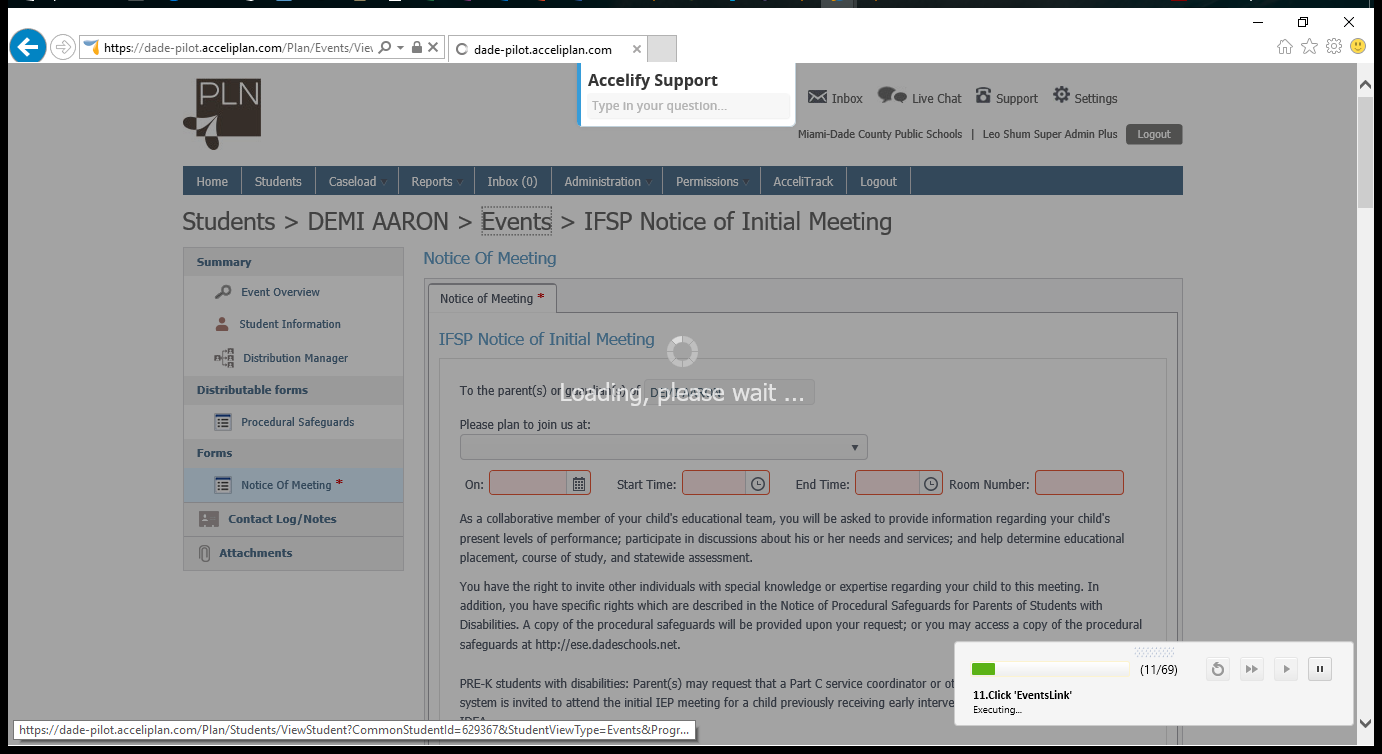 https://dade-pilot.acceliplan.com/Plan/Events/Viev
dade-pilot.acceliplan.com
Accelify Support
Type in your question...
PLN
Inbox
Live Chat
Support
Settings
Miami-Dade County Public Schools | Leo Shum Super Admin Plus Logout
Home Students Caseload Reports Inbox (0) Administration Permissions AcceliTrack Logout
Students > DEMI AARON > Events > IFSP Notice of Initial Meeting
Summary
Event Overview
Student Information
Distribution Manager
Distributable forms
Procedural Safeguards
Forms
Notice Of Meeting *
Contact Log/Notes
Attachments
Notice Of Meeting
Notice of Meeting *
IFSP Notice of Initial Meeting
To the parent(s) or guardian(s) of
Loading, please wait ...
Please plan to join us at:
On: Start Time: End Time: Room Number:
As a collaborative member of your child's educational team, you will be asked to provide information regarding your child's
present levels of performance; participate in discussions about his or her needs and services; and help determine educational
placement, course of study, and statewide assessment.
You have the right to invite other individuals with special knowledge or expertise regarding your child to this meeting. In
addition, you have specific rights which are described in the Notice of Procedural Safeguards for Parents of Students with
Disabilities. A copy of the procedural safeguards will be provided upon your request; or you may access a copy of the procedural
safeguards at http://ese.dadeschools.net.
PRE-K students with disabilities: Parent(s) may request that a Part C service coordinator or ot
system is invited to attend the initial IEP meeting for a child previously receiving early interve
IDEA
(11/69)
11.Click 'EventsLink'
Executing...
https://dade-pilot.acceliplan.com/Plan/Students/ViewStudent?CommonStudentId=629367&StudentViewType=Events&Progr...